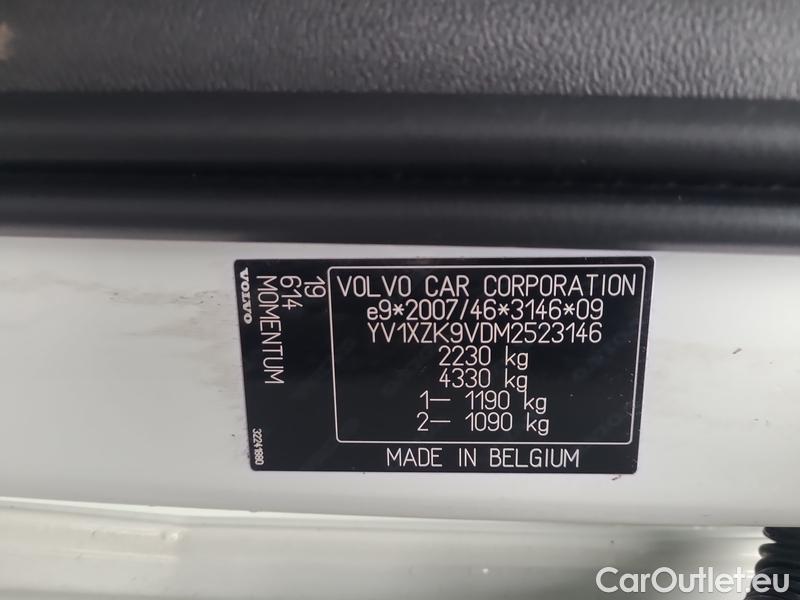 VOLVO
19
614
MOMENTUM
32241880
VOLVO CAR CORPORATION
e9*2007/46*3146*09
YV1XZK9VDM2523146
2230 kg
4330 kg
1– 1190 kg
2– 1090 kg
MADE IN BELGIUM
CarOutlet.eu